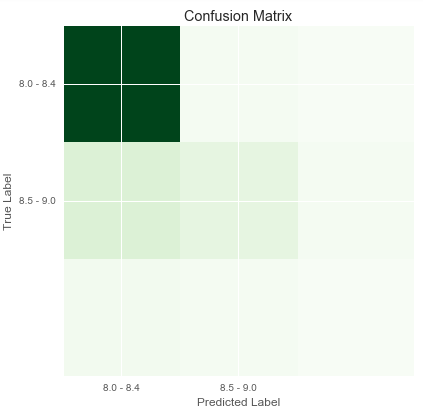 Confusion Matrix
8.0 - 8.4
8.5 - 9.0
True Label
8.0 - 8.4
8.5 - 9.0
Predicted Label